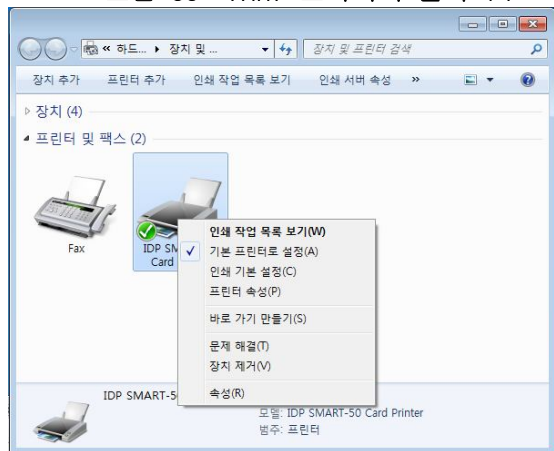 « 하드... ▸ 장치 및 ...
장치 및 프린터 검색
장치 추가 프린터 추가 인쇄 작업 목록 보기 인쇄 서버 속성 »
장치 (4)
프린터 및 팩스 (2)
Fax
IDP SM
Card
인쇄 작업 목록 보기(W)
기본 프린터로 설정(A)
인쇄 기본 설정(C)
프린터 속성(P)
바로 가기 만들기(S)
문제 해결(T)
장치 제거(V)
속성(R)
IDP SMART-5
모델: IDP SMART-50 Card Printer
범주: 프린터